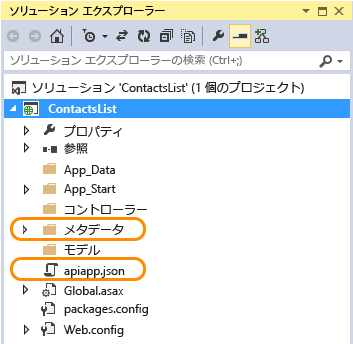 ソリューション エクスプローラー
ソリューション エクスプローラーの検索 (Ctrl+;)
ソリューション 'ContactsList' (1 個のプロジェクト)
ContactsList
プロパティ
参照
App_Data
App_Start
コントローラー
メタデータ
モデル
apiapp.json
Global.asax
packages.config
Web.config